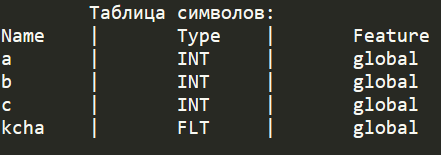 Таблица символов:
Name | Type | Feature
a | INT | global
b | INT | global
c | INT | global
kcha | FLT | global